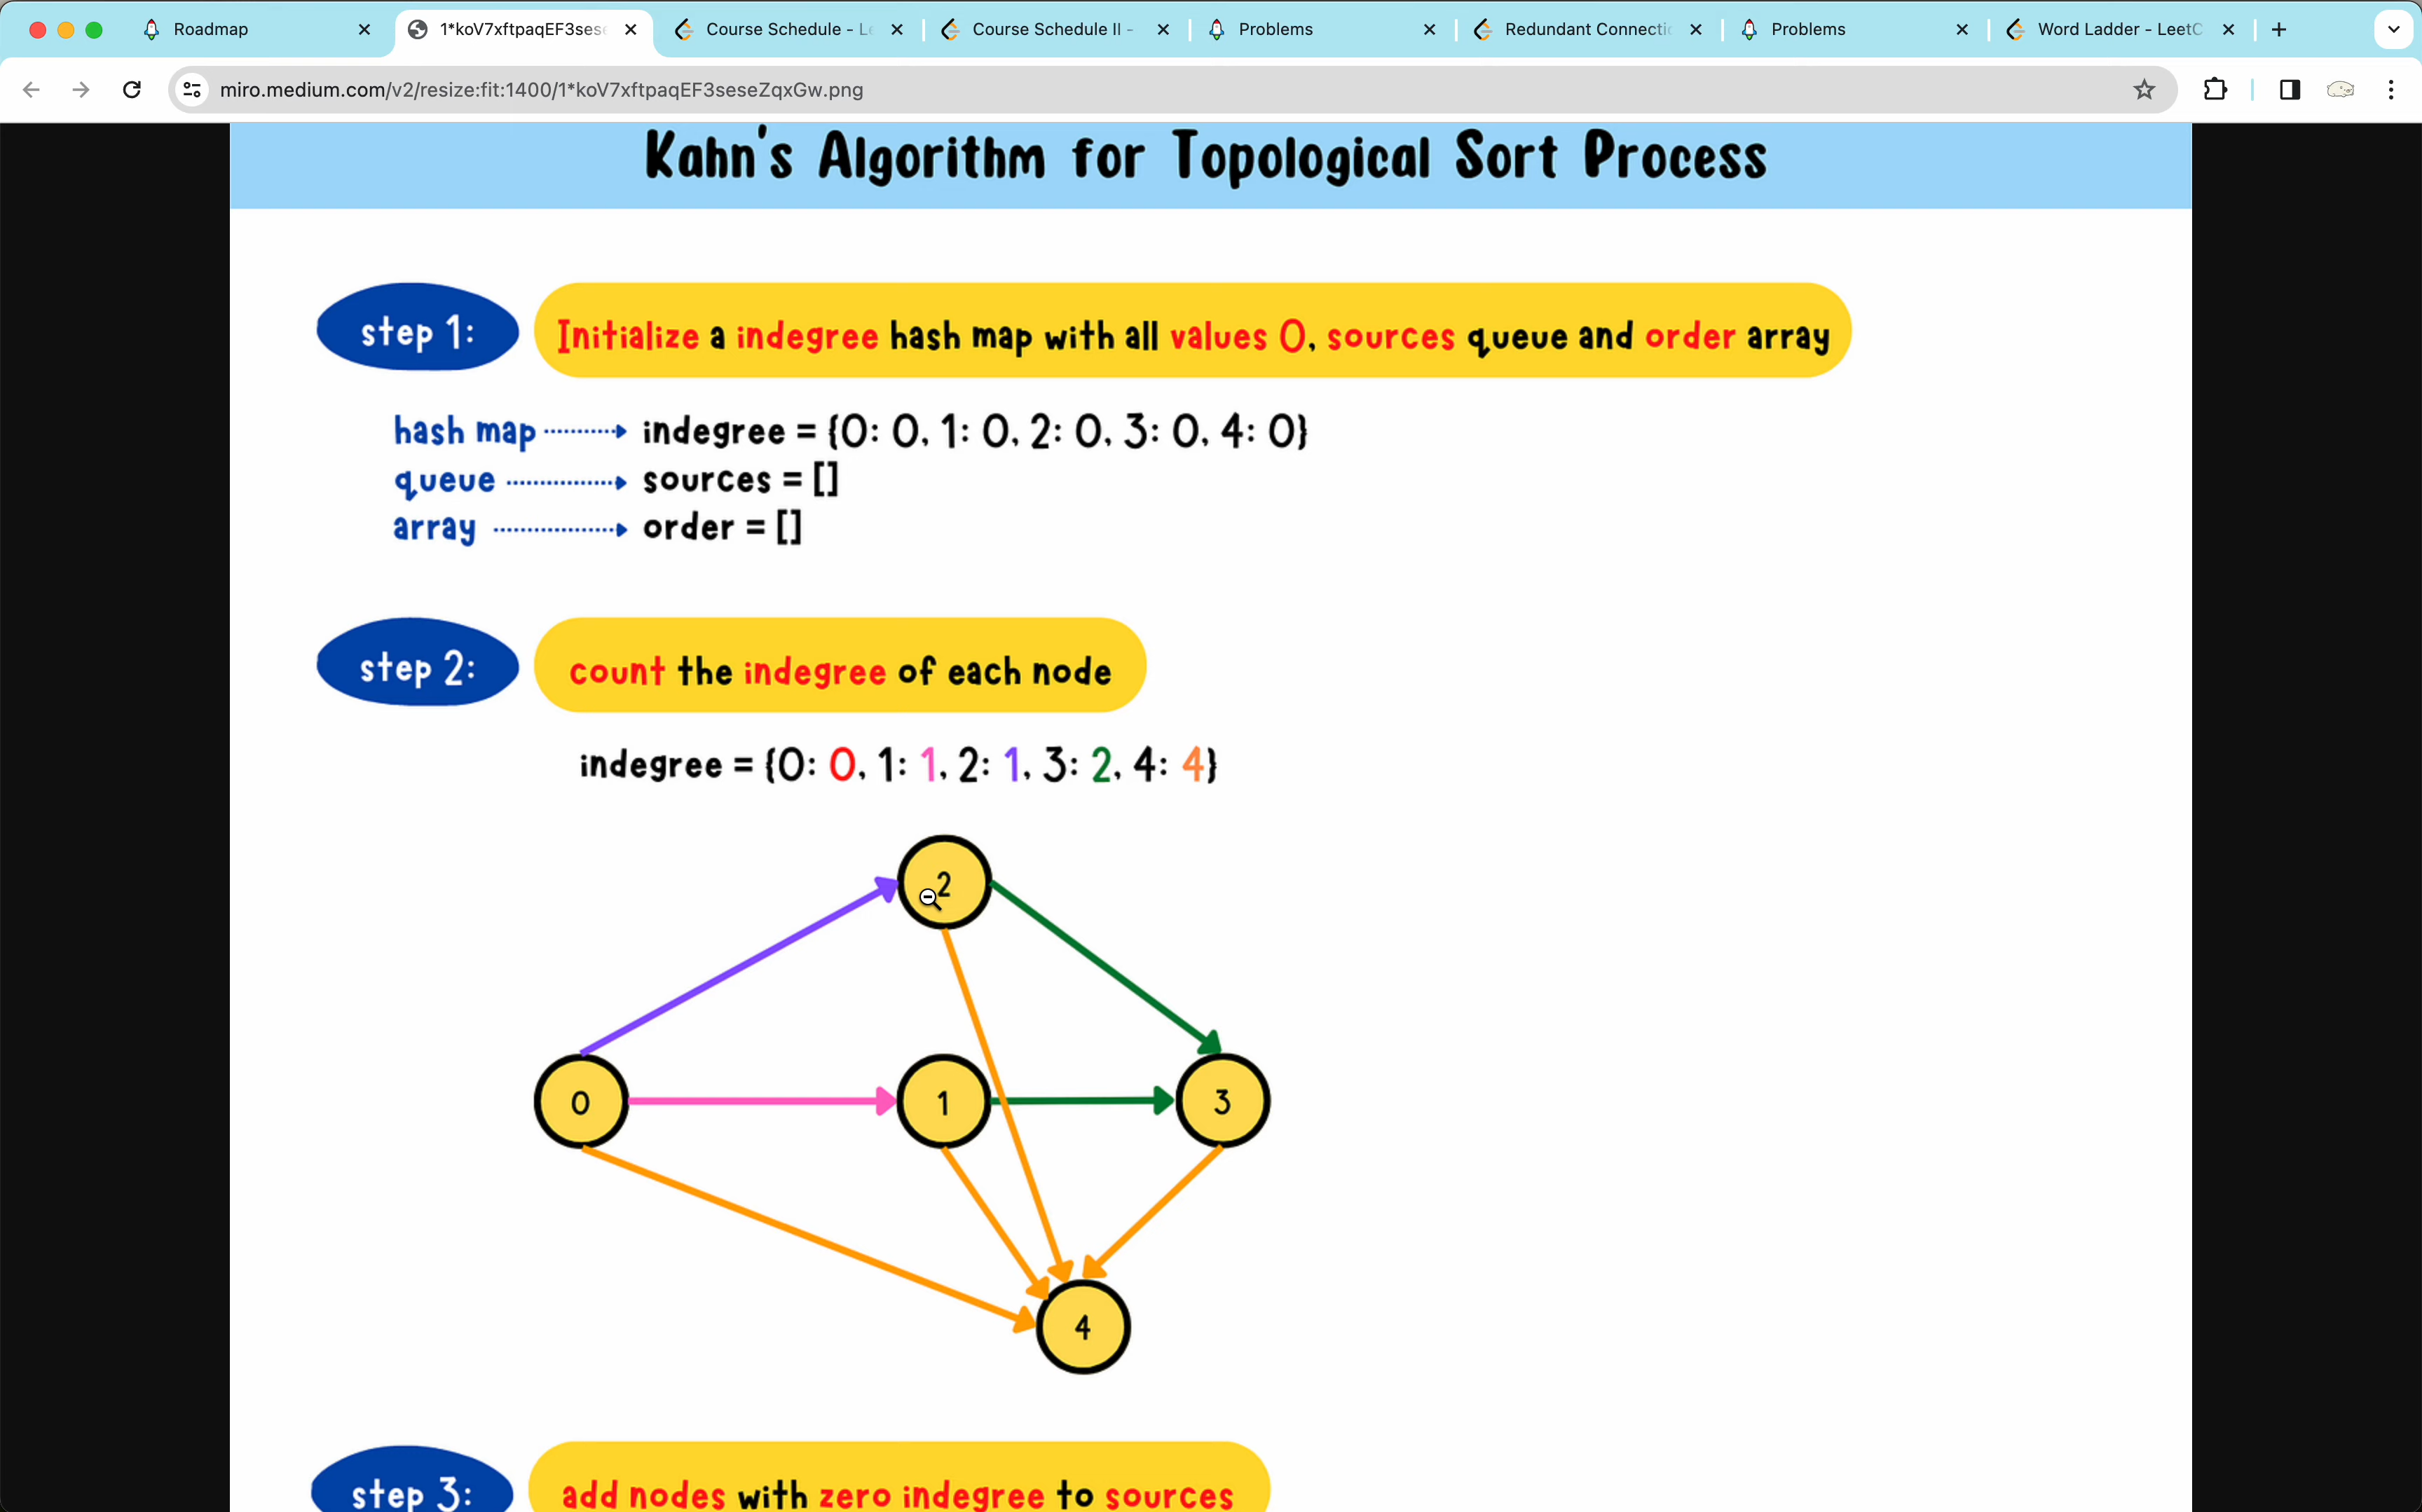 Roadmap
1*koV7xftpaqEF3sese
Course Schedule - Le
Course Schedule II -
Problems
Redundant Connectio
Problems
Word Ladder - LeetC
miro.medium.com/v2/resize:fit:1400/1*koV7xftpaqEF3seseZqxGw.png
Kahn's Algorithm for Topological Sort Process
step 1: Initialize a indegree hash map with all values 0, sources queue and order array
hash map indegree = {0: 0, 1: 0, 2: 0, 3: 0, 4: 0}
queue sources = []
array order = []
step 2: count the indegree of each node
indegree = {0: 0, 1: 1, 2: 1, 3: 2, 4: 4}
2
0 1 3
4
step 3: add nodes with zero indegree to sources